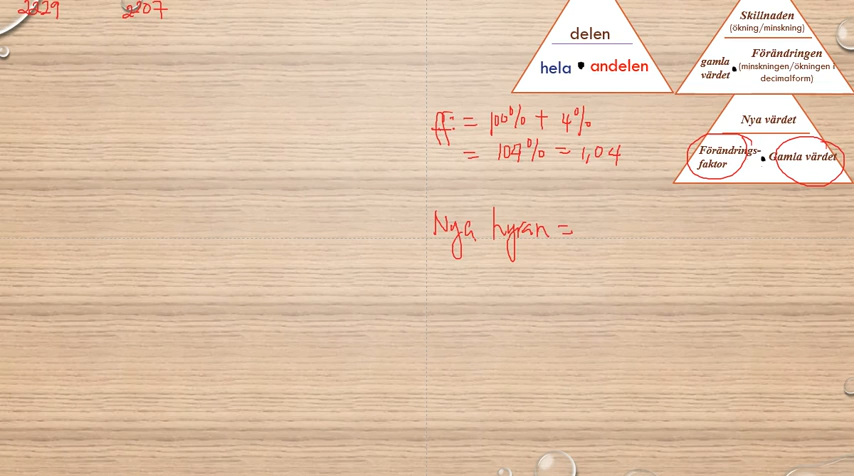 2229 2207
delen
hela • andelen
Skillnaden
(ökning/minskning)
gamla värdet • Förändringen
(minskningen/ökningen i decimalform)
Nya värdet
Förändrings-
faktor • Gamla värdet
ff = 100% + 4%
= 104% = 1,04
Nya hyran =